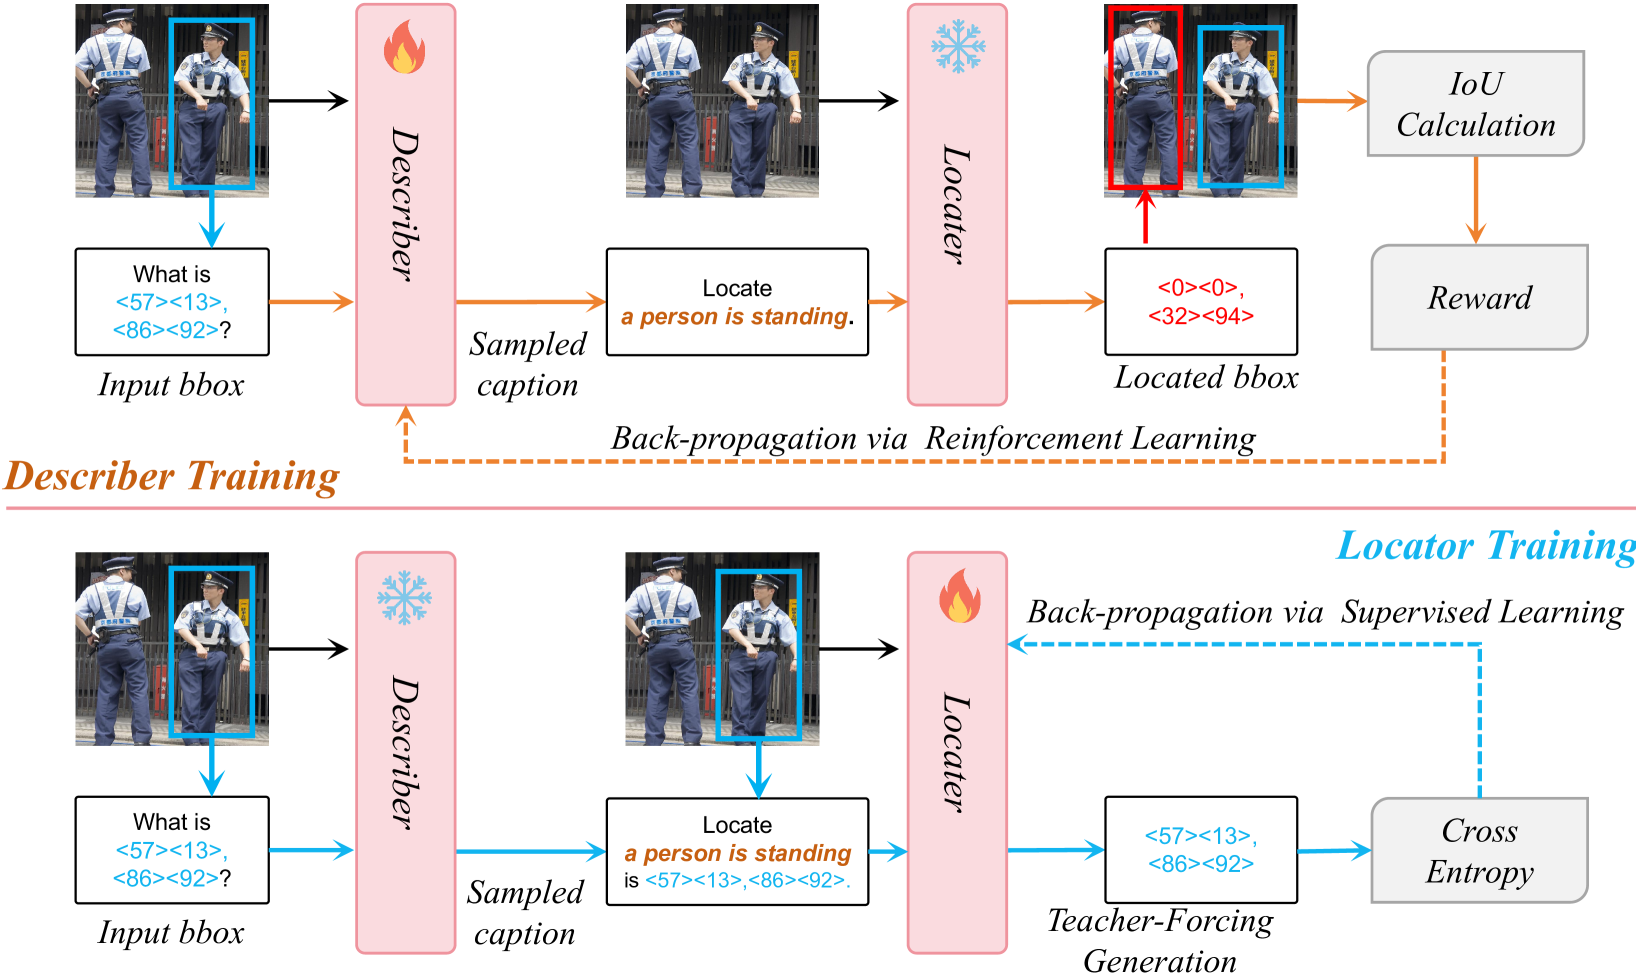 What is
<57><13>,
<86><92>?
Input bbox
Describer
Sampled
caption
Locate
a person is standing.
Locater
<0><0>,
<32><94>
Located bbox
IoU
Calculation
Reward
Back-propagation via Reinforcement Learning
Describer Training
Locator Training
What is
<57><13>,
<86><92>?
Input bbox
Describer
Sampled
caption
Locate
a person is standing
is <57><13>,<86><92>.
Locater
Back-propagation via Supervised Learning
<57><13>,
<86><92>
Teacher-Forcing
Generation
Cross
Entropy